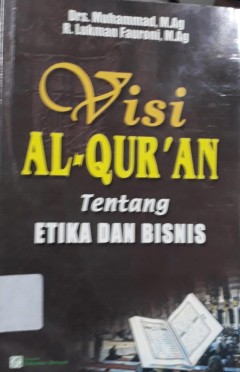 Drs. Muhammad, M.Ag
R. Lukman Fauroni, M.Ag
Visi
AL-QUR'AN
Tentang
ETIKA DAN BISNIS